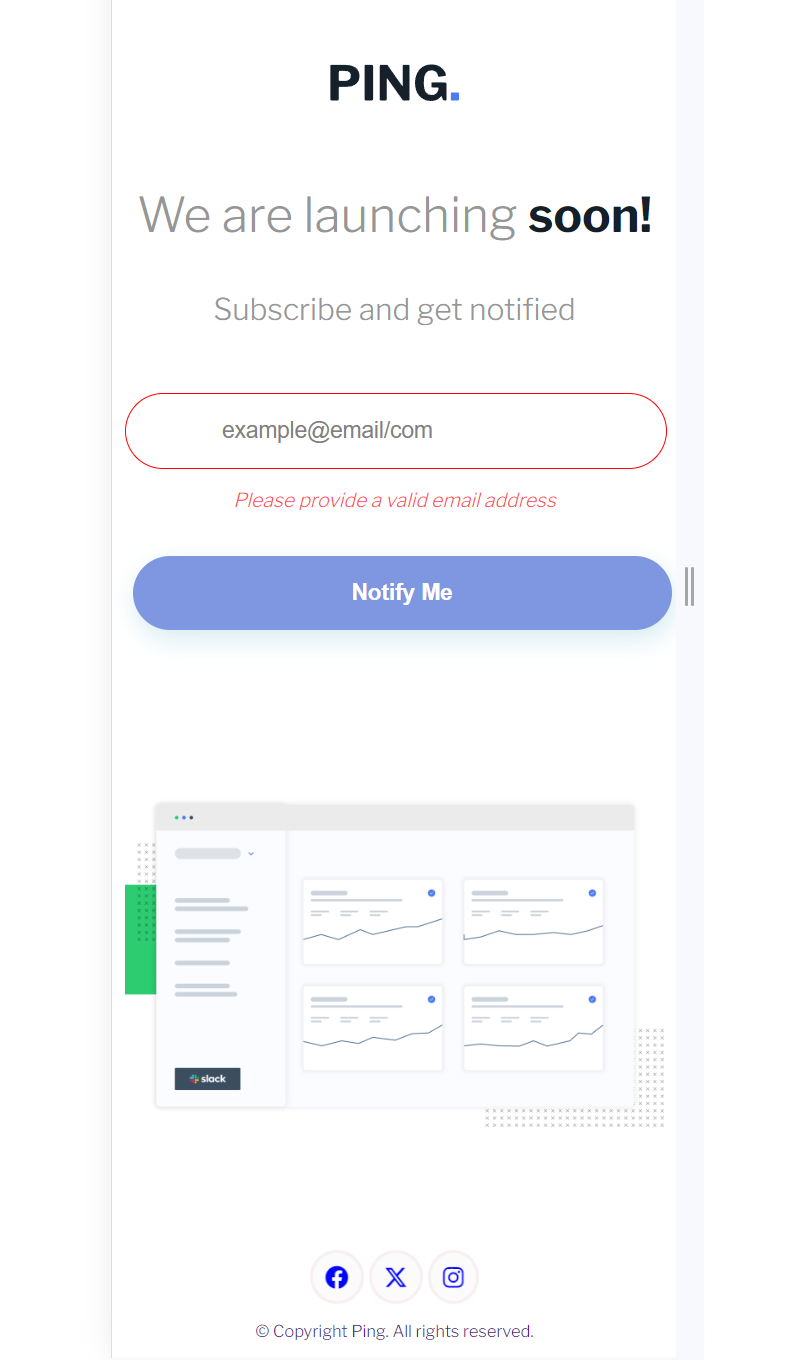 PING.
We are launching soon!
Subscribe and get notified
example@email/com
Please provide a valid email address
Notify Me
slack
© Copyright Ping. All rights reserved.